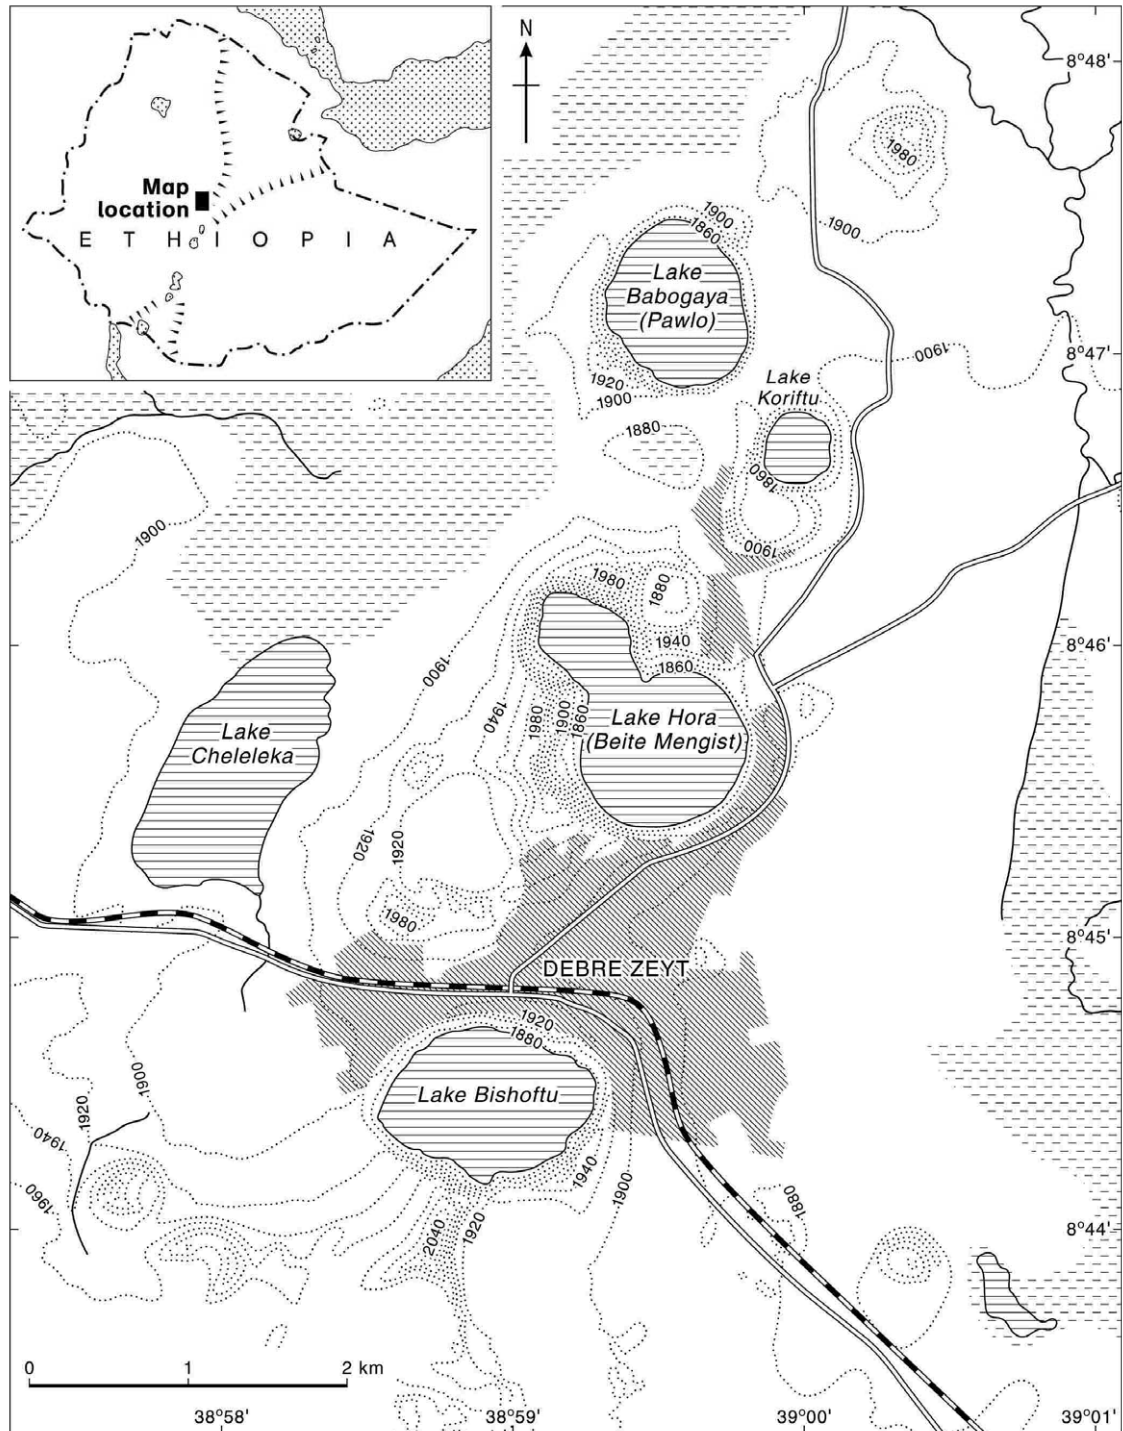 N
Map
location
ETHIOPIA
8°48'
1980
1900
1900
1860
Lake
Babogaya
(Pawlo)
1900
8°47'
1920
1900
Lake
Koriftu
1880
1860
1900
1900
1980
1880
1940
8°46'
1860
1900
1940
1980
1900
1860
Lake Hora
(Beite Mengist)
Lake
Cheleleka
1920
1920
1980
8°45'
DEBRE ZEYT
1920
1880
Lake Bishoftu
1900
1920
1940
1960
1940
1900
1880
2040
1920
8°44'
0 1 2 km
38°58' 38°59' 39°00' 39°01'